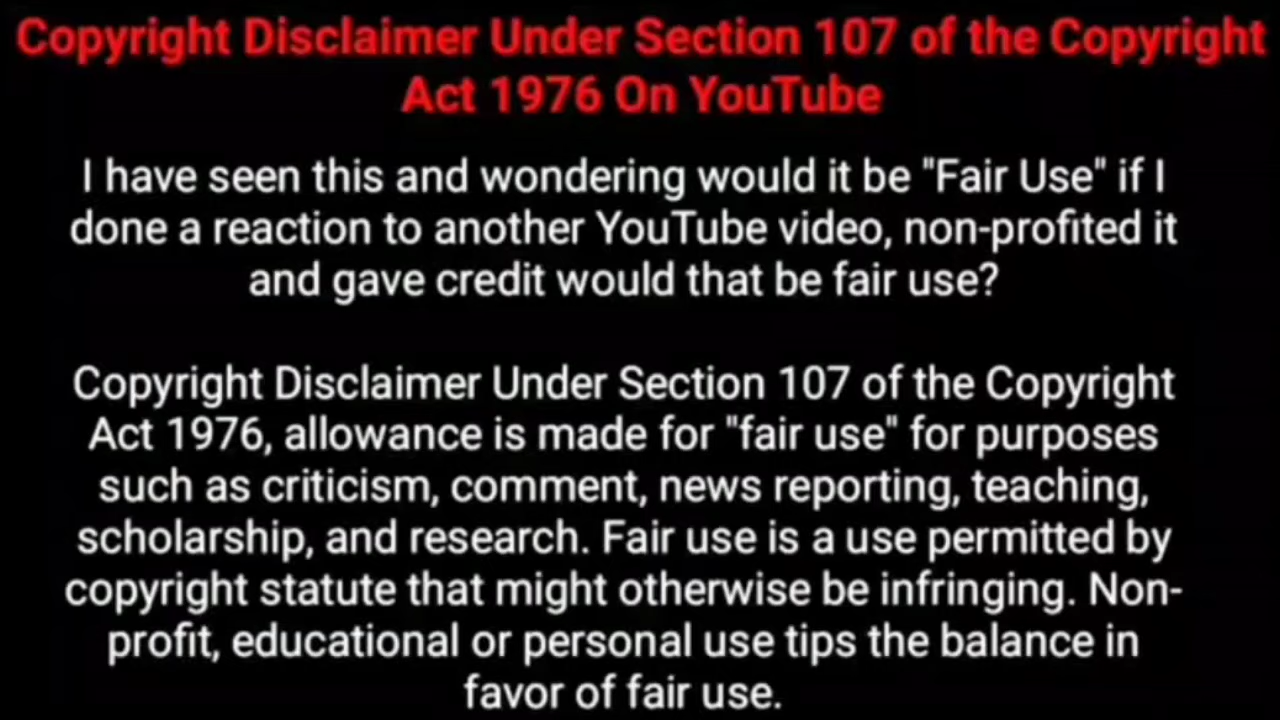 Copyright Disclaimer Under Section 107 of the Copyright
Act 1976 On YouTube
I have seen this and wondering would it be "Fair Use" if I
done a reaction to another YouTube video, non-profited it
and gave credit would that be fair use?
Copyright Disclaimer Under Section 107 of the Copyright
Act 1976, allowance is made for "fair use" for purposes
such as criticism, comment, news reporting, teaching,
scholarship, and research. Fair use is a use permitted by
copyright statute that might otherwise be infringing. Non-
profit, educational or personal use tips the balance in
favor of fair use.